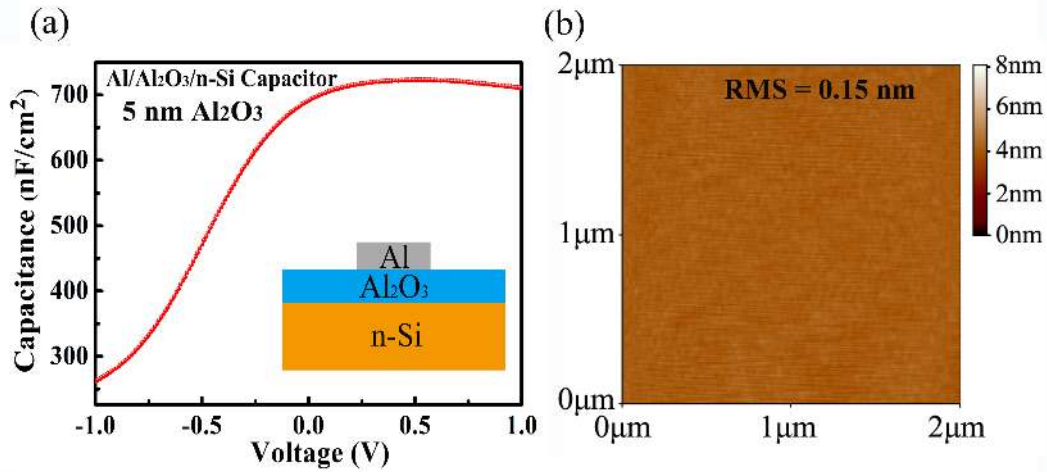 (a)
Al/Al₂O₃/n-Si Capacitor
5 nm Al₂O₃
Capacitance (nF/cm²)
700
600
500
400
300
Al
Al₂O₃
n-Si
-1.0 -0.5 0.0 0.5 1.0
Voltage (V)
(b)
2μm
1μm
0μm
RMS = 0.15 nm
8nm
6nm
4nm
2nm
0nm
0μm 1μm 2μm